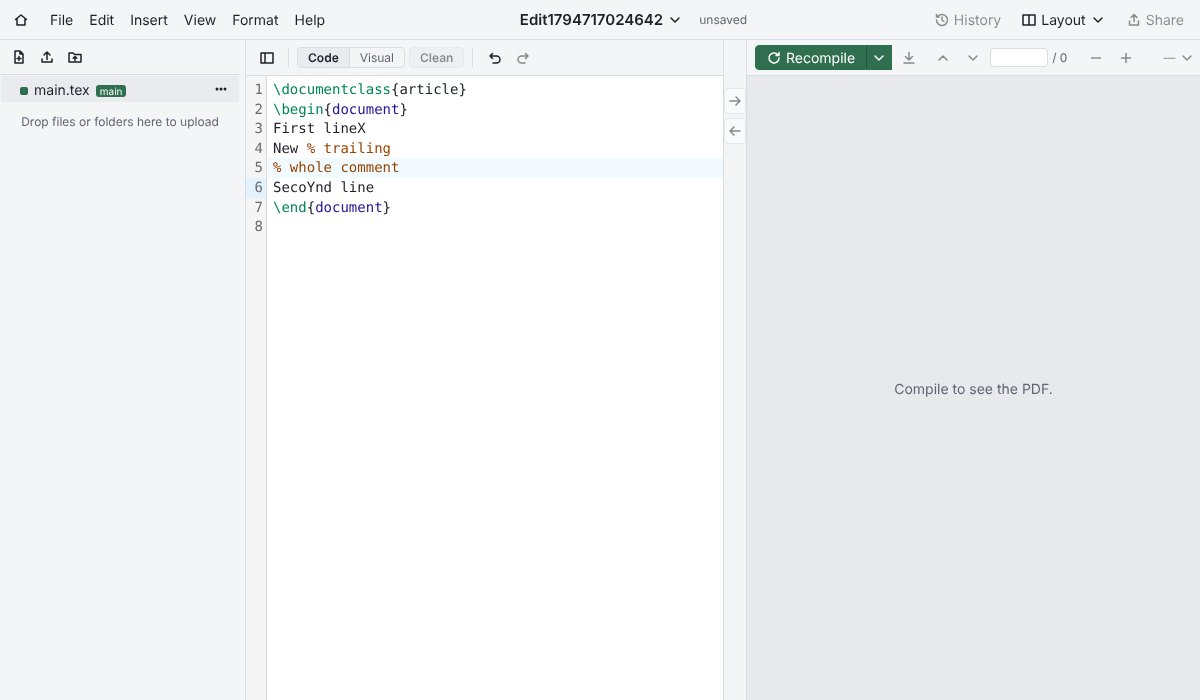 File Edit Insert View Format Help
Edit1794717024642 unsaved
History Layout Share
Code Visual Clean
Recompile / 0
main.tex main
Drop files or folders here to upload
1 \documentclass{article}
2 \begin{document}
3 First lineX
4 New % trailing
5 % whole comment
6 SecoYnd line
7 \end{document}
8
Compile to see the PDF.